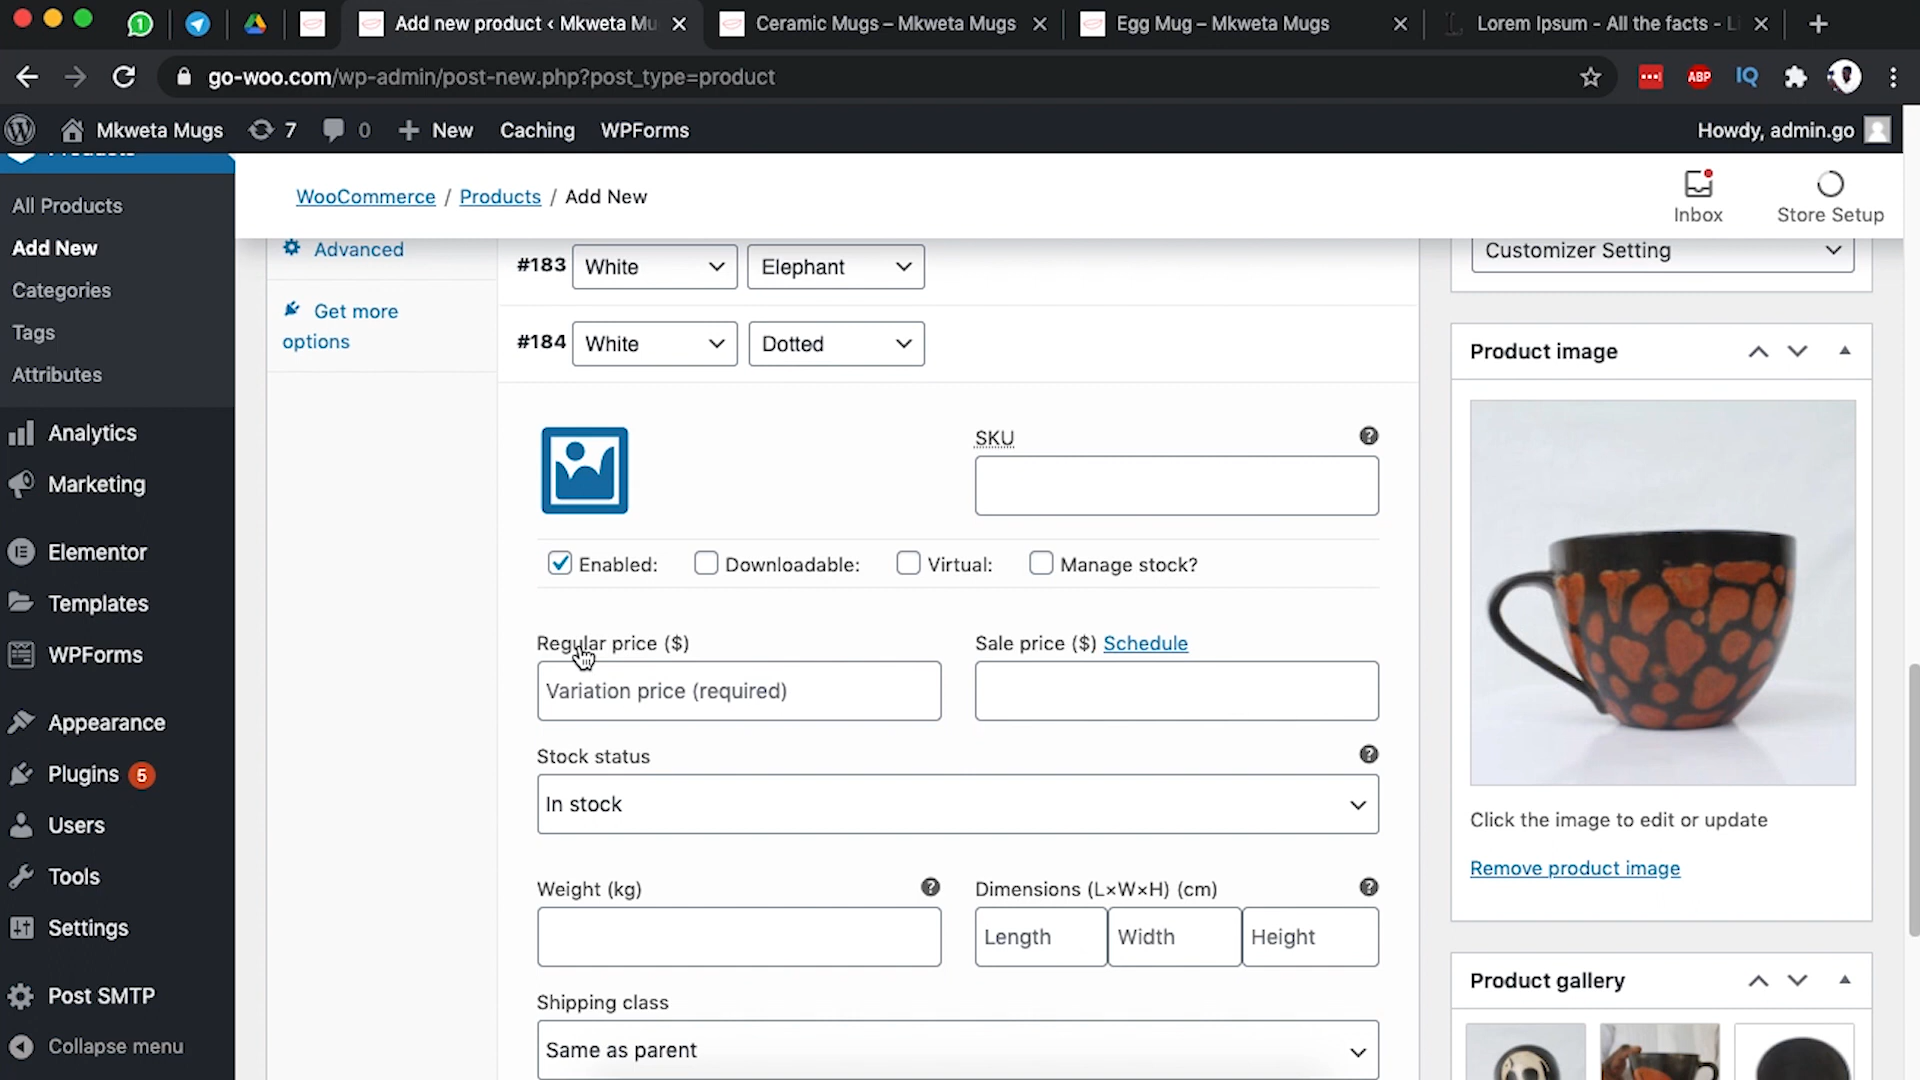 Add new product ‹ Mkweta Mu
Ceramic Mugs – Mkweta Mugs
Egg Mug – Mkweta Mugs
Lorem Ipsum - All the facts - Li
go-woo.com/wp-admin/post-new.php?post_type=product
ABP
IQ
Mkweta Mugs
7
0
New
Caching
WPForms
Howdy, admin.go
Products
All Products
Add New
Categories
Tags
Attributes
Analytics
Marketing
Elementor
Templates
WPForms
Appearance
Plugins 5
Users
Tools
Settings
Post SMTP
Collapse menu
WooCommerce / Products / Add New
Inbox
Store Setup
Advanced
Get more
options
#183 White Elephant
#184 White Dotted
SKU
Enabled: Downloadable: Virtual: Manage stock?
Regular price ($)
Variation price (required)
Sale price ($) Schedule
Stock status
In stock
Weight (kg)
Dimensions (L×W×H) (cm)
Length Width Height
Shipping class
Same as parent
Customizer Setting
Product image
Click the image to edit or update
Remove product image
Product gallery